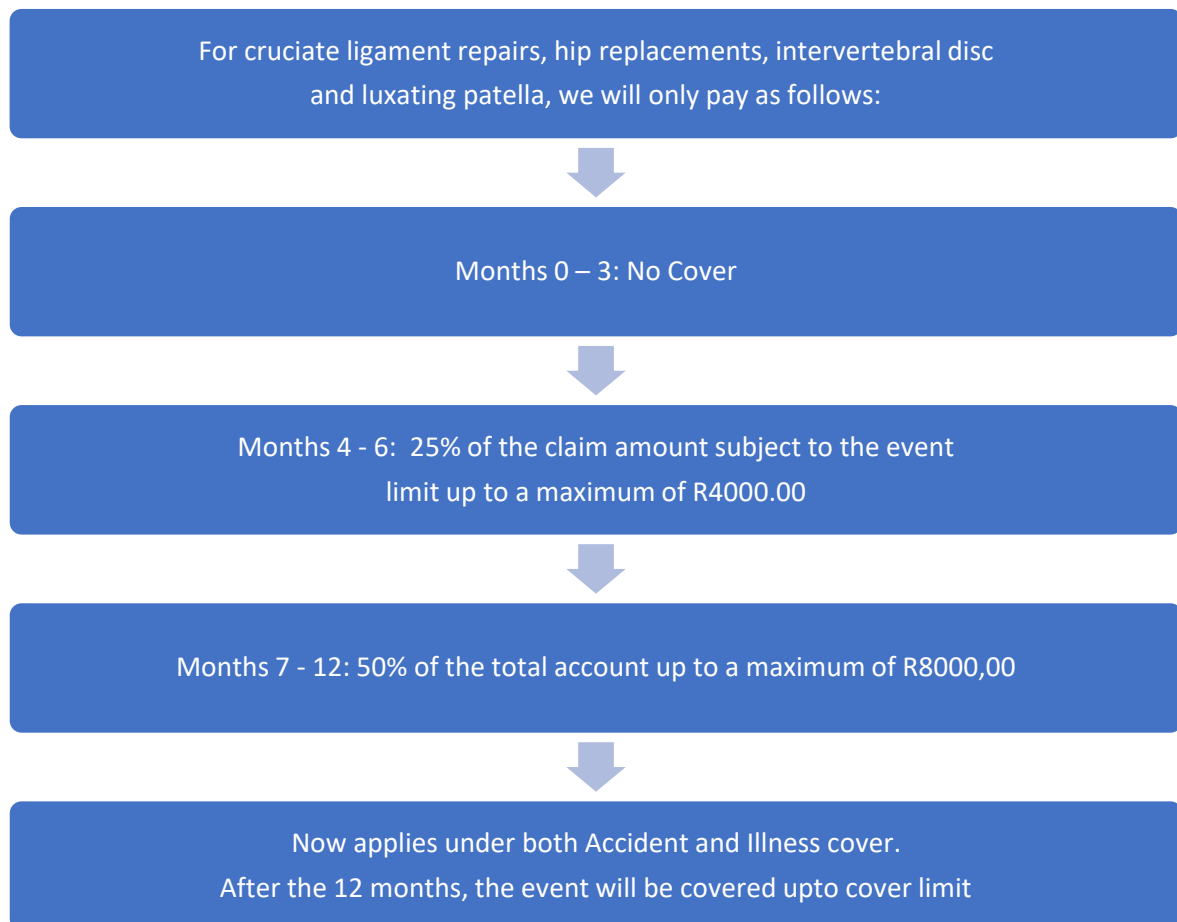 For cruciate ligament repairs, hip replacements, intervertebral disc
and luxating patella, we will only pay as follows:
Months 0 – 3: No Cover
Months 4 - 6:  25% of the claim amount subject to the event
limit up to a maximum of R4000.00
Months 7 - 12: 50% of the total account up to a maximum of R8000,00
Now applies under both Accident and Illness cover.
After the 12 months, the event will be covered upto cover limit